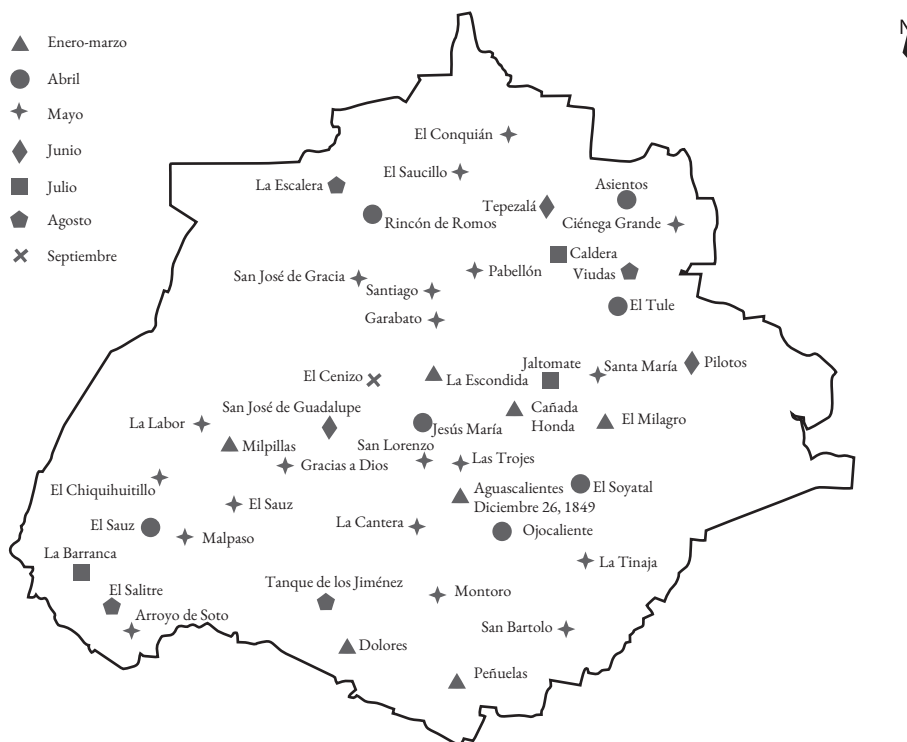 N
Enero-marzo
Abril
Mayo
Junio
Julio
Agosto
Septiembre
El Conquián
El Saucillo
La Escalera
Asientos
Tepezalá
Rincón de Romos
Ciénega Grande
Caldera
Viudas
Pabellón
San José de Gracia
Santiago
El Tule
Garabato
Jaltomate
Santa María
Pilotos
El Cenizo
La Escondida
San José de Guadalupe
Cañada
Honda
El Milagro
La Labor
Jesús María
Milpillas
San Lorenzo
Las Trojes
Gracias a Dios
El Chiquihuitillo
Aguascalientes
Diciembre 26, 1849
El Soyatal
El Sauz
La Cantera
Ojocaliente
El Sauz
Malpaso
La Barranca
La Tinaja
Tanque de los Jiménez
El Salitre
Montoro
Arroyo de Soto
San Bartolo
Dolores
Peñuelas